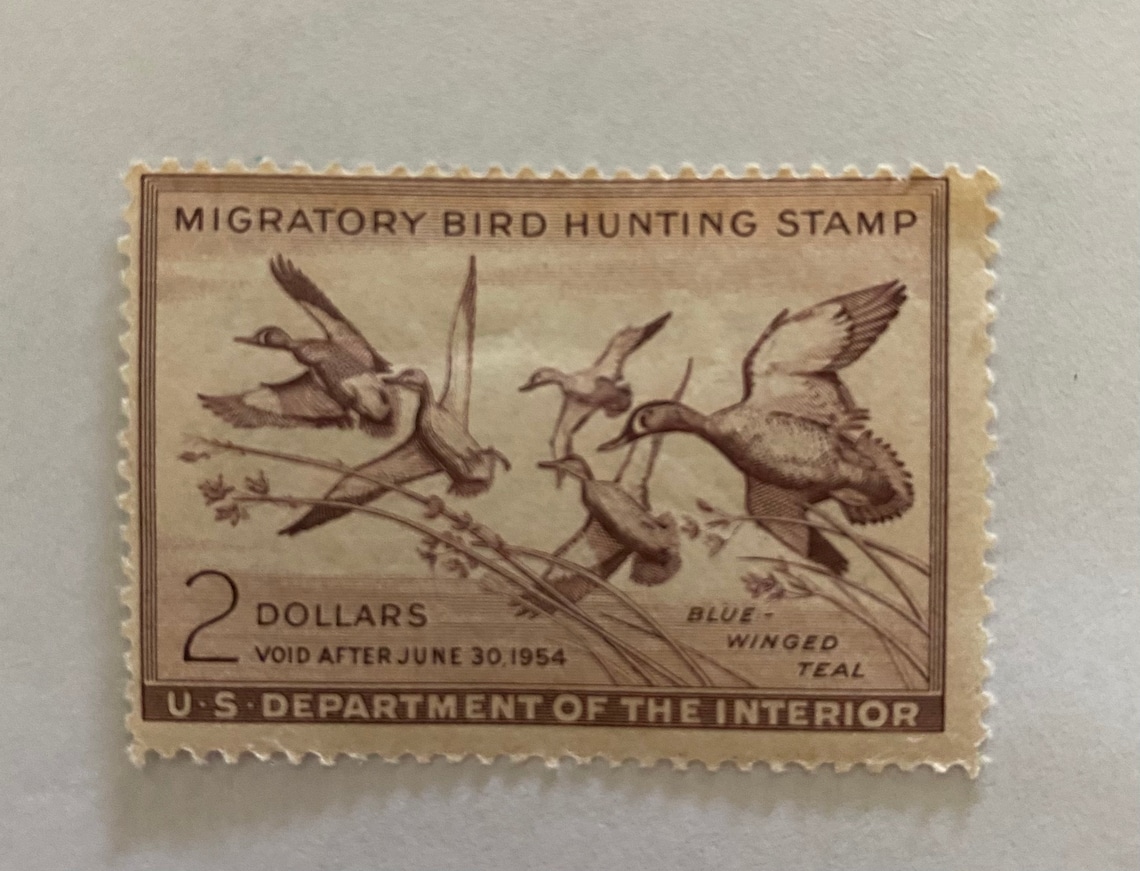 MIGRATORY BIRD HUNTING STAMP
2 DOLLARS
VOID AFTER JUNE 30, 1954
BLUE-
WINGED
TEAL
U·S·DEPARTMENT OF THE INTERIOR